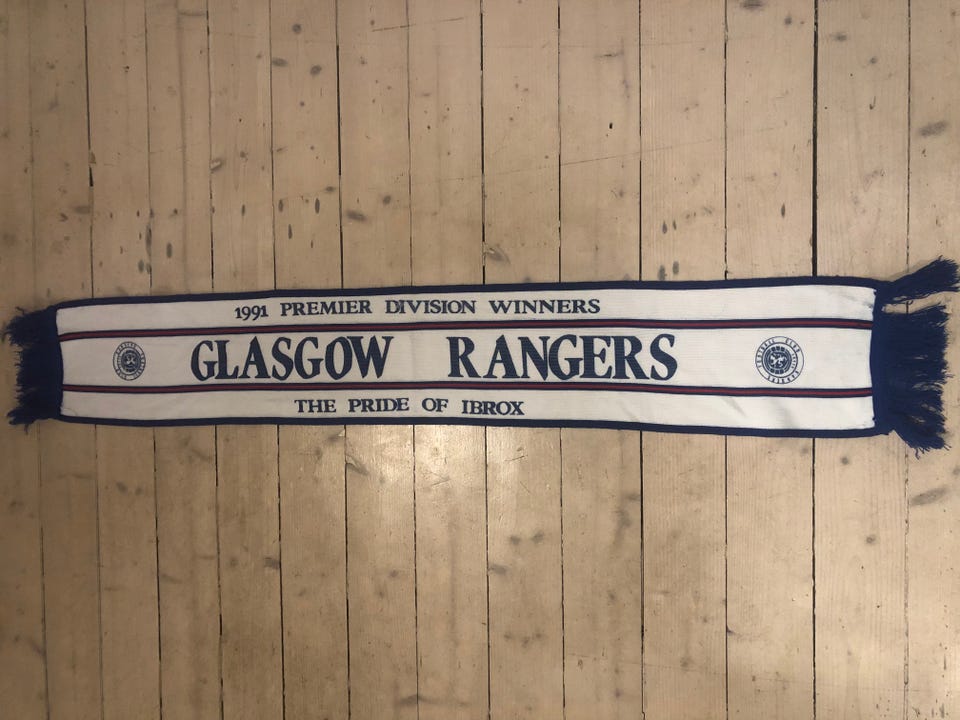 1991 PREMIER DIVISION WINNERS
GLASGOW RANGERS
THE PRIDE OF IBROX